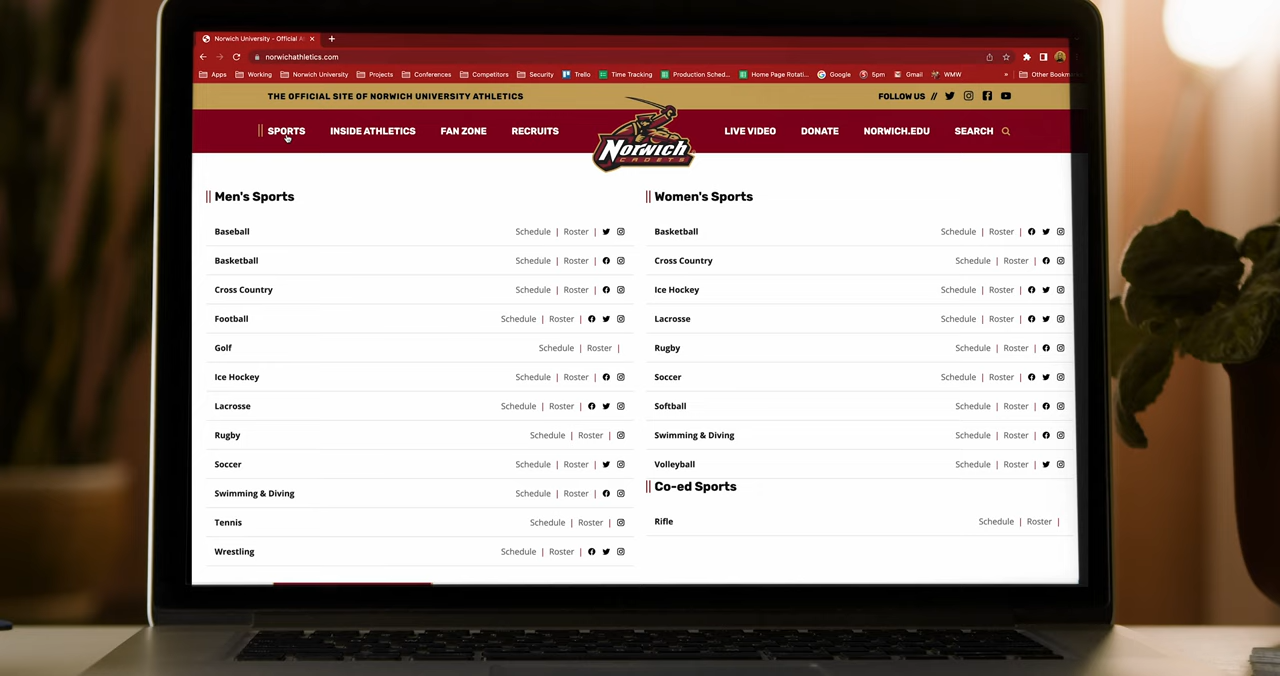 Norwich University - Official A
norwichathletics.com
Apps Working Norwich University Projects Conferences Competitors Security Trello Time Tracking Production Sched... Home Page Rotati... Google 5pm Gmail WMW » Other Bookm
THE OFFICIAL SITE OF NORWICH UNIVERSITY ATHLETICS FOLLOW US //
SPORTS INSIDE ATHLETICS FAN ZONE RECRUITS LIVE VIDEO DONATE NORWICH.EDU SEARCH
Norwich
CADETS
Men's Sports
Baseball Schedule | Roster |
Basketball Schedule | Roster |
Cross Country Schedule | Roster |
Football Schedule | Roster |
Golf Schedule | Roster |
Ice Hockey Schedule | Roster |
Lacrosse Schedule | Roster |
Rugby Schedule | Roster |
Soccer Schedule | Roster |
Swimming & Diving Schedule | Roster |
Tennis Schedule | Roster |
Wrestling Schedule | Roster |
Women's Sports
Basketball Schedule | Roster |
Cross Country Schedule | Roster |
Ice Hockey Schedule | Roster |
Lacrosse Schedule | Roster |
Rugby Schedule | Roster |
Soccer Schedule | Roster |
Softball Schedule | Roster |
Swimming & Diving Schedule | Roster |
Volleyball Schedule | Roster |
Co-ed Sports
Rifle Schedule | Roster |